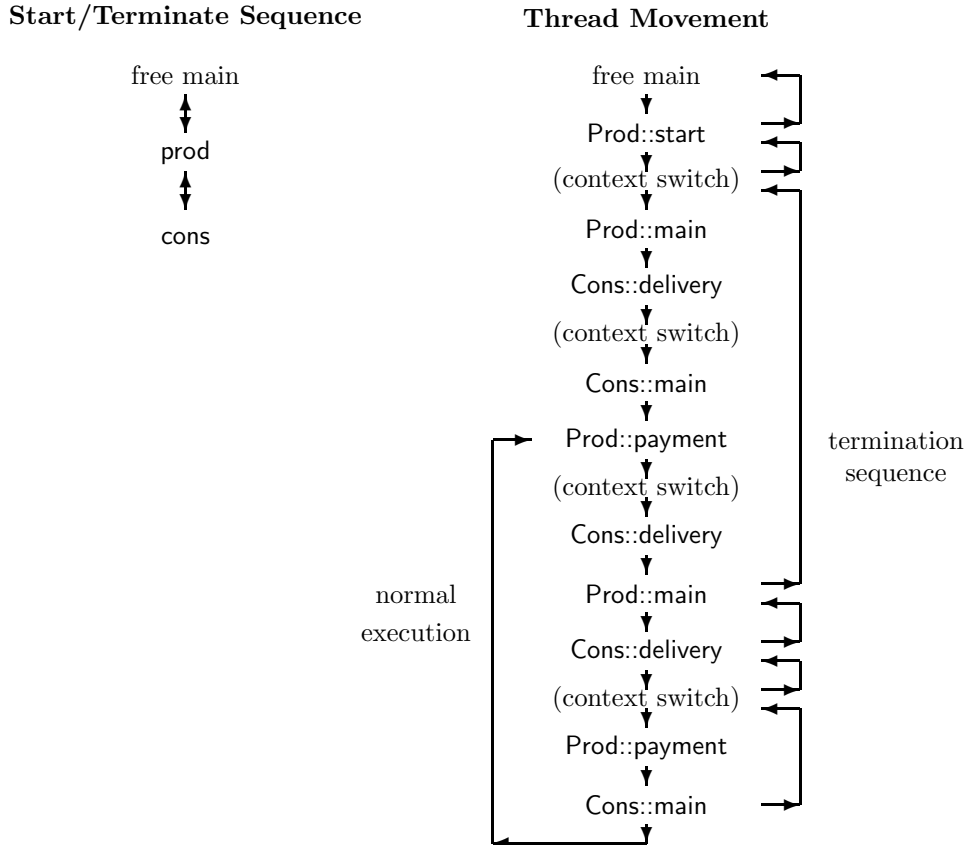 Start/Terminate Sequence
free main
prod
cons
Thread Movement
free main
Prod::start
(context switch)
Prod::main
Cons::delivery
(context switch)
Cons::main
Prod::payment
(context switch)
Cons::delivery
Prod::main
Cons::delivery
(context switch)
Prod::payment
Cons::main
normal
execution
termination
sequence